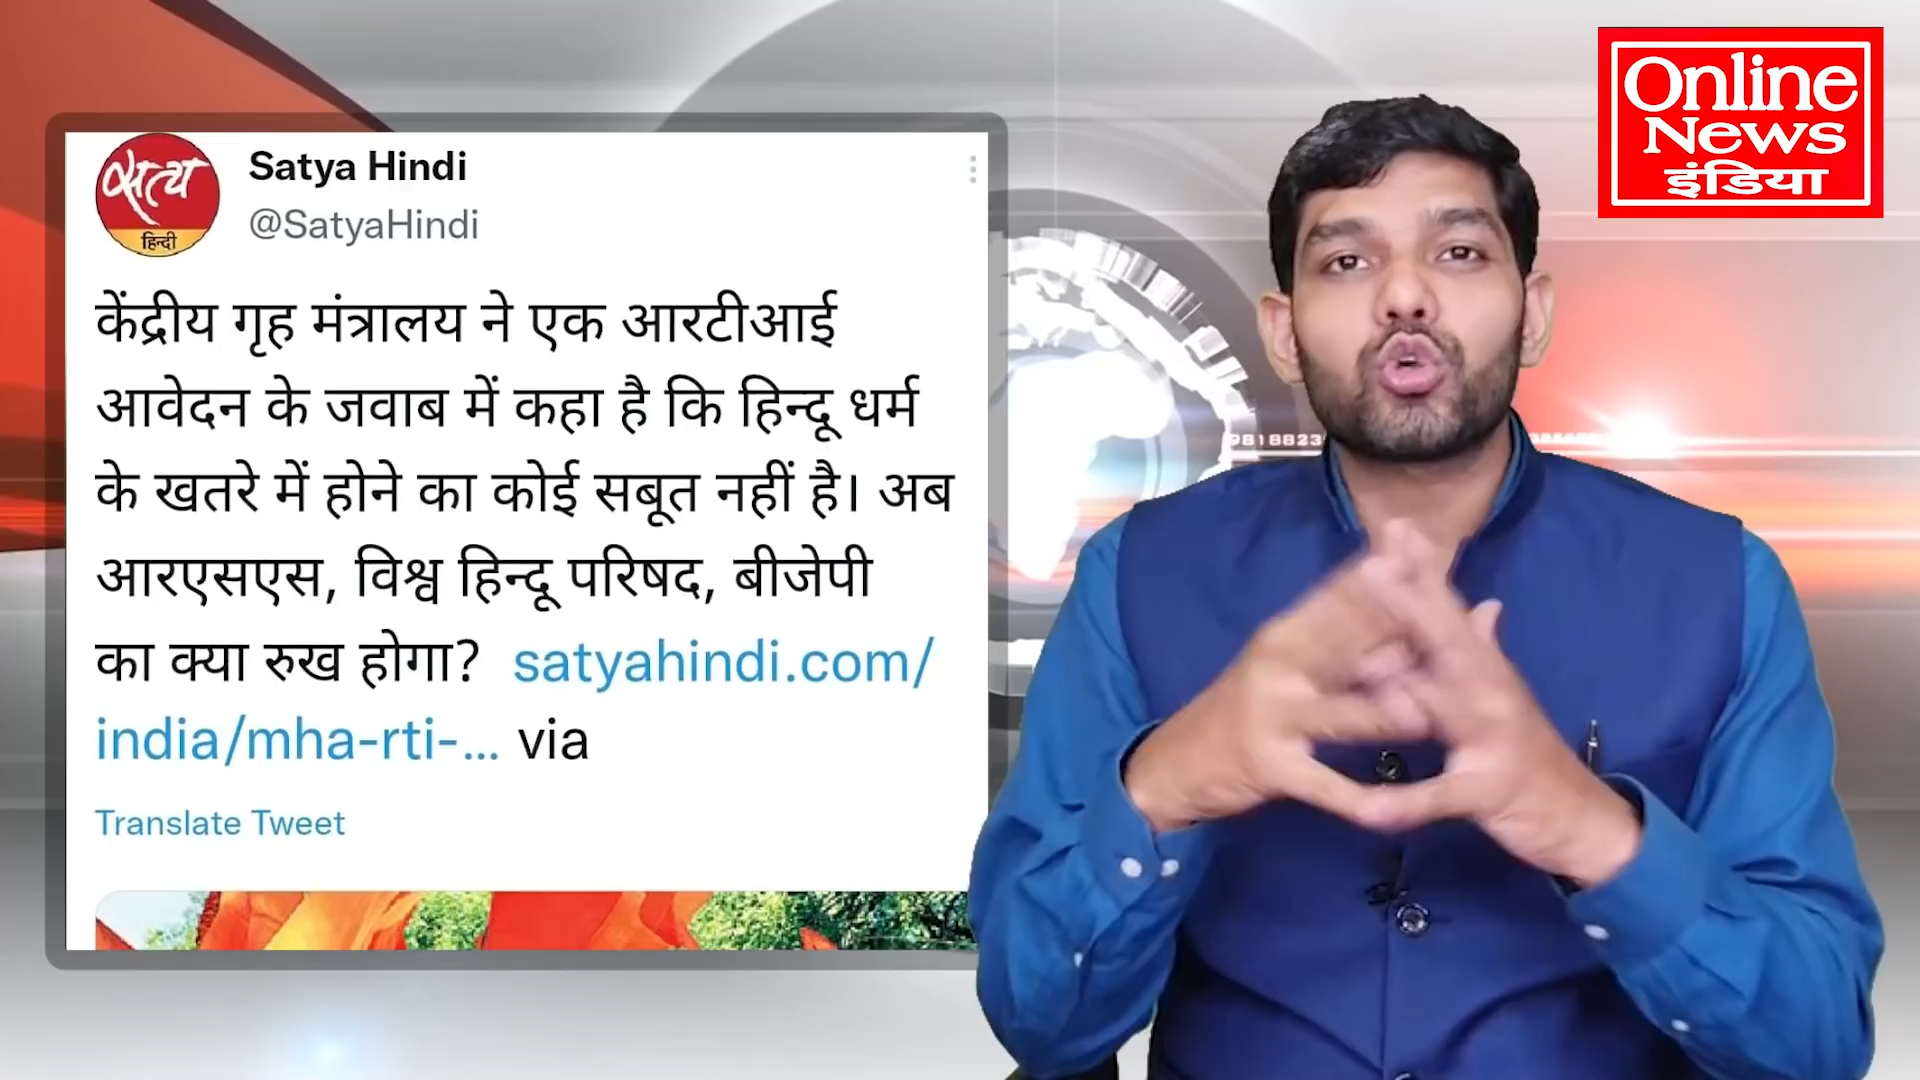 Satya Hindi
@SatyaHindi
सत्य
हिन्दी
केंद्रीय गृह मंत्रालय ने एक आरटीआई
आवेदन के जवाब में कहा है कि हिन्दू धर्म
के खतरे में होने का कोई सबूत नहीं है। अब
आरएसएस, विश्व हिन्दू परिषद, बीजेपी
का क्या रुख होगा? satyahindi.com/
india/mha-rti-... via
Translate Tweet
Online
News
इंडिया